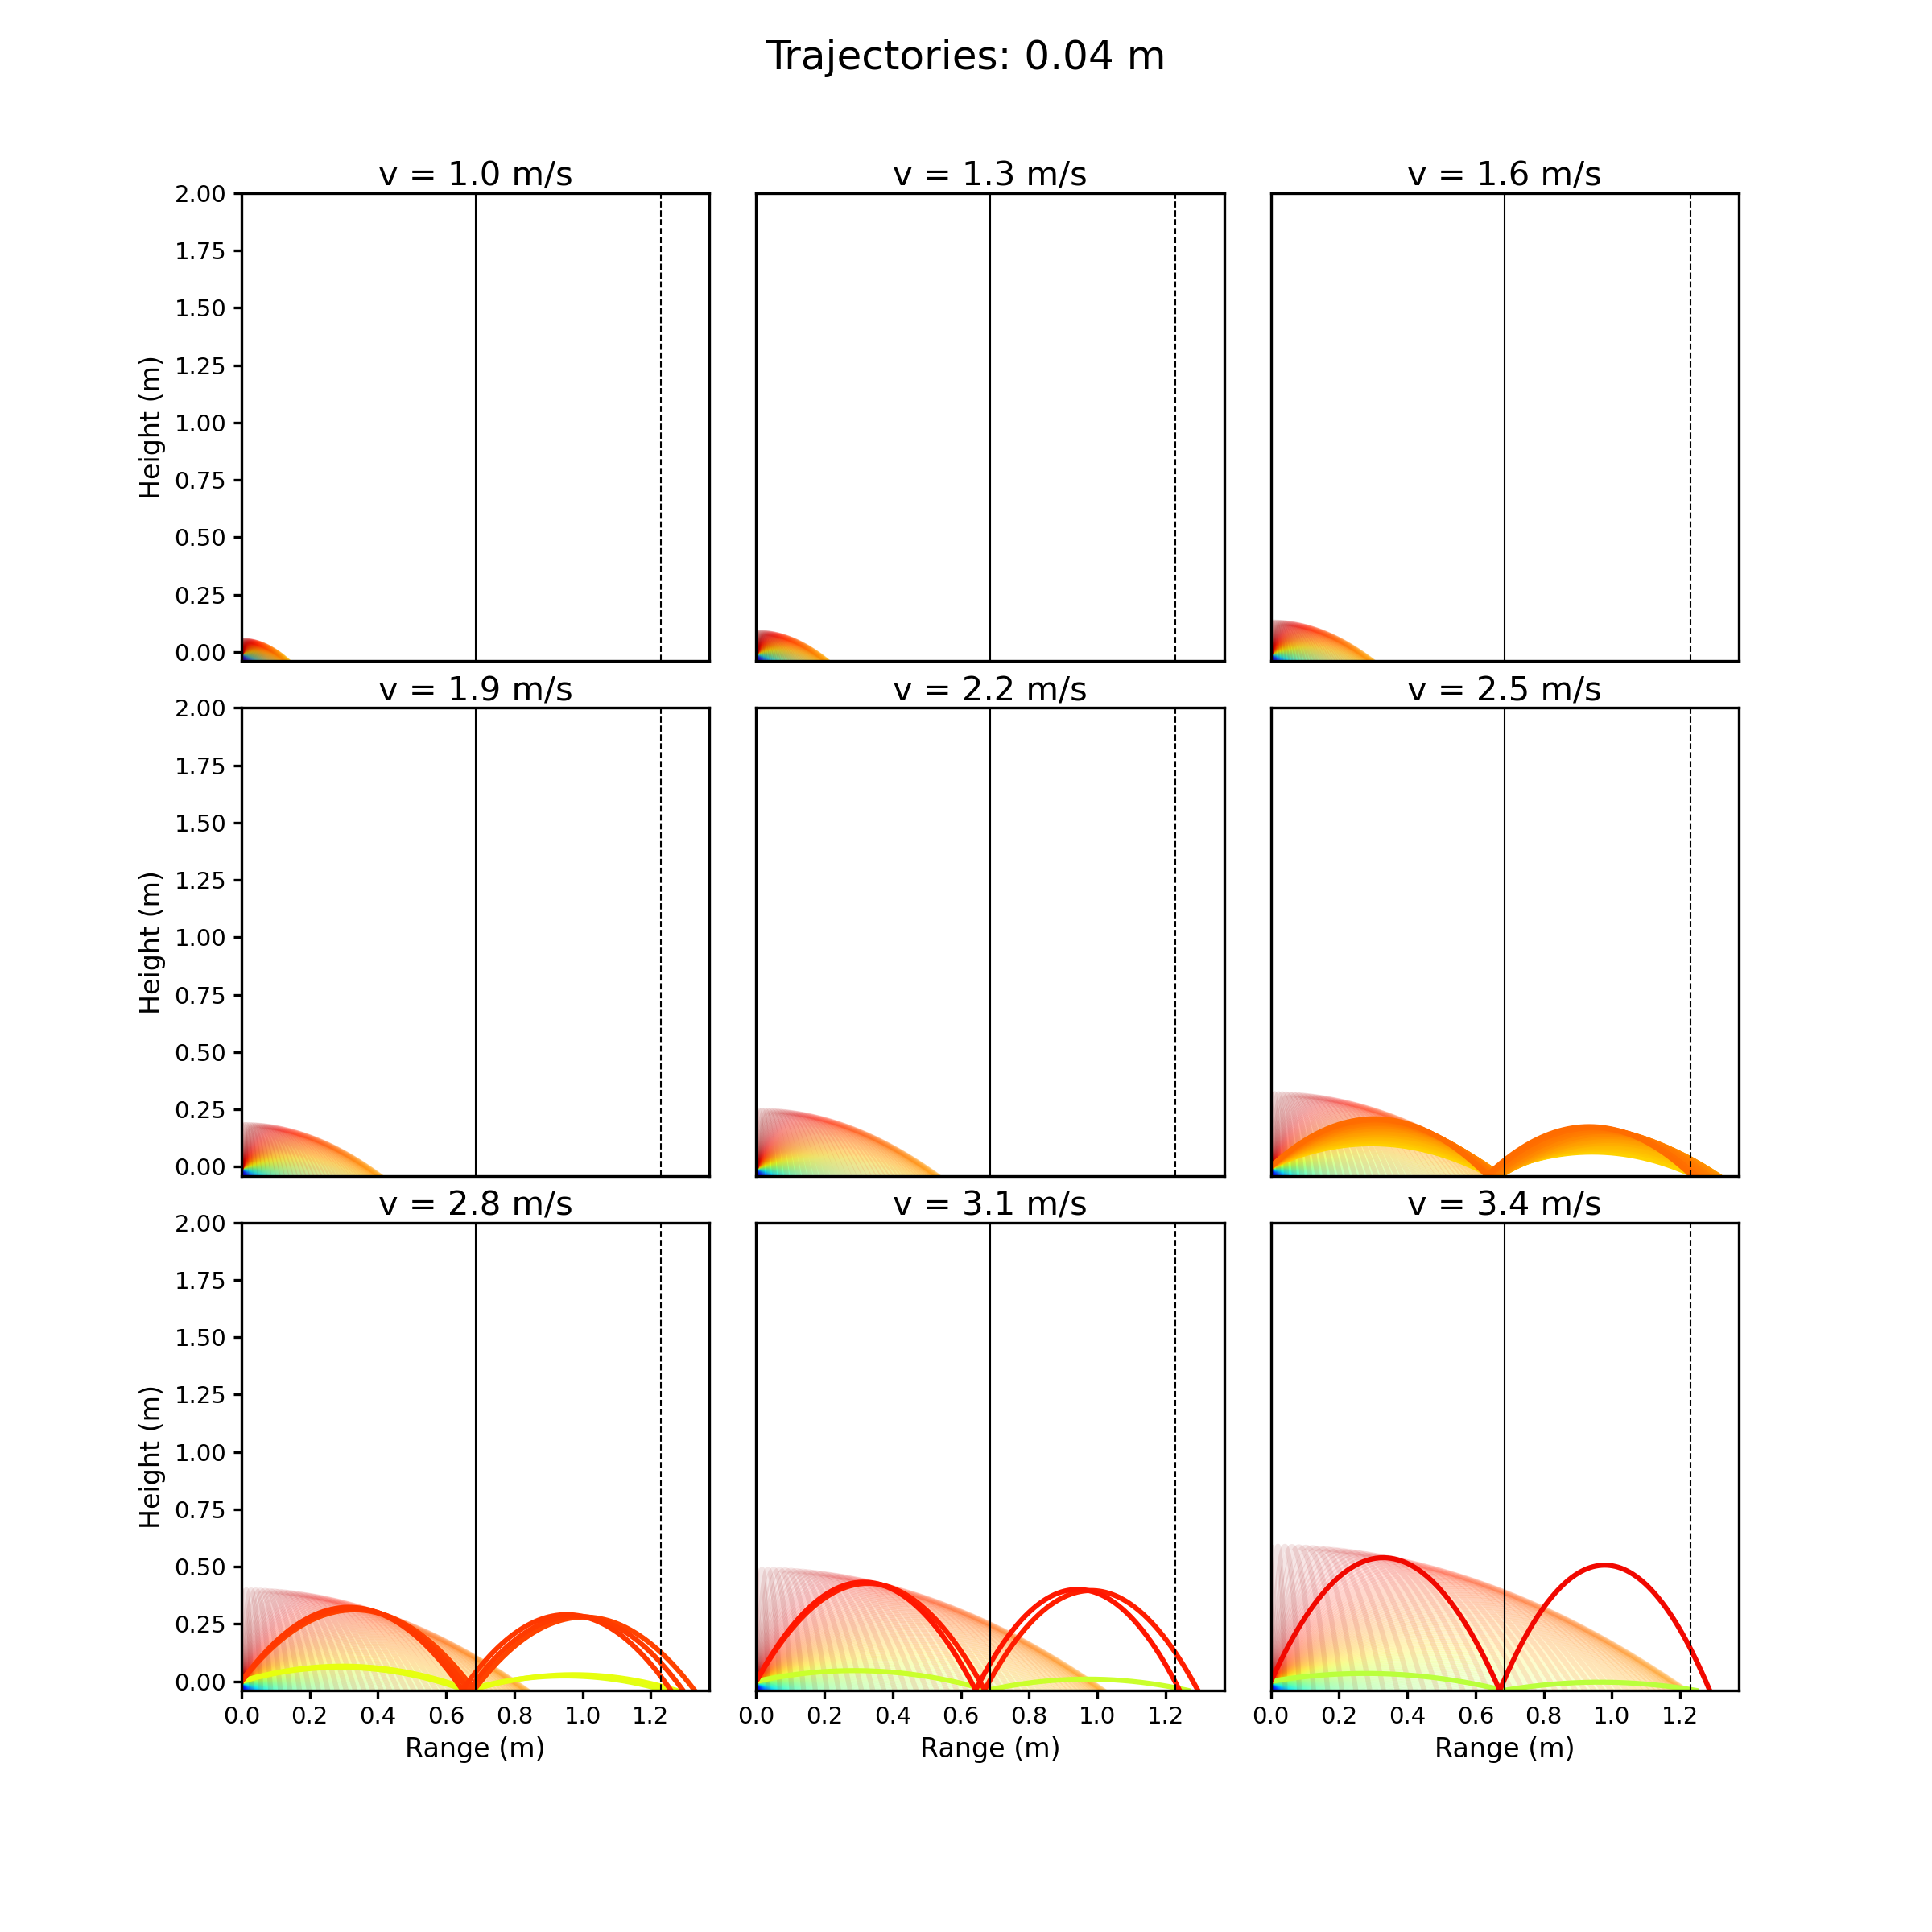 Trajectories: 0.04 m
v = 1.0 m/s
v = 1.3 m/s
v = 1.6 m/s
2.00
1.75
1.50
1.25
1.00
0.75
0.50
0.25
0.00
Height (m)
v = 1.9 m/s
v = 2.2 m/s
v = 2.5 m/s
2.00
1.75
1.50
1.25
1.00
0.75
0.50
0.25
0.00
Height (m)
v = 2.8 m/s
v = 3.1 m/s
v = 3.4 m/s
2.00
1.75
1.50
1.25
1.00
0.75
0.50
0.25
0.00
Height (m)
0.0 0.2 0.4 0.6 0.8 1.0 1.2
0.0 0.2 0.4 0.6 0.8 1.0 1.2
0.0 0.2 0.4 0.6 0.8 1.0 1.2
Range (m)
Range (m)
Range (m)